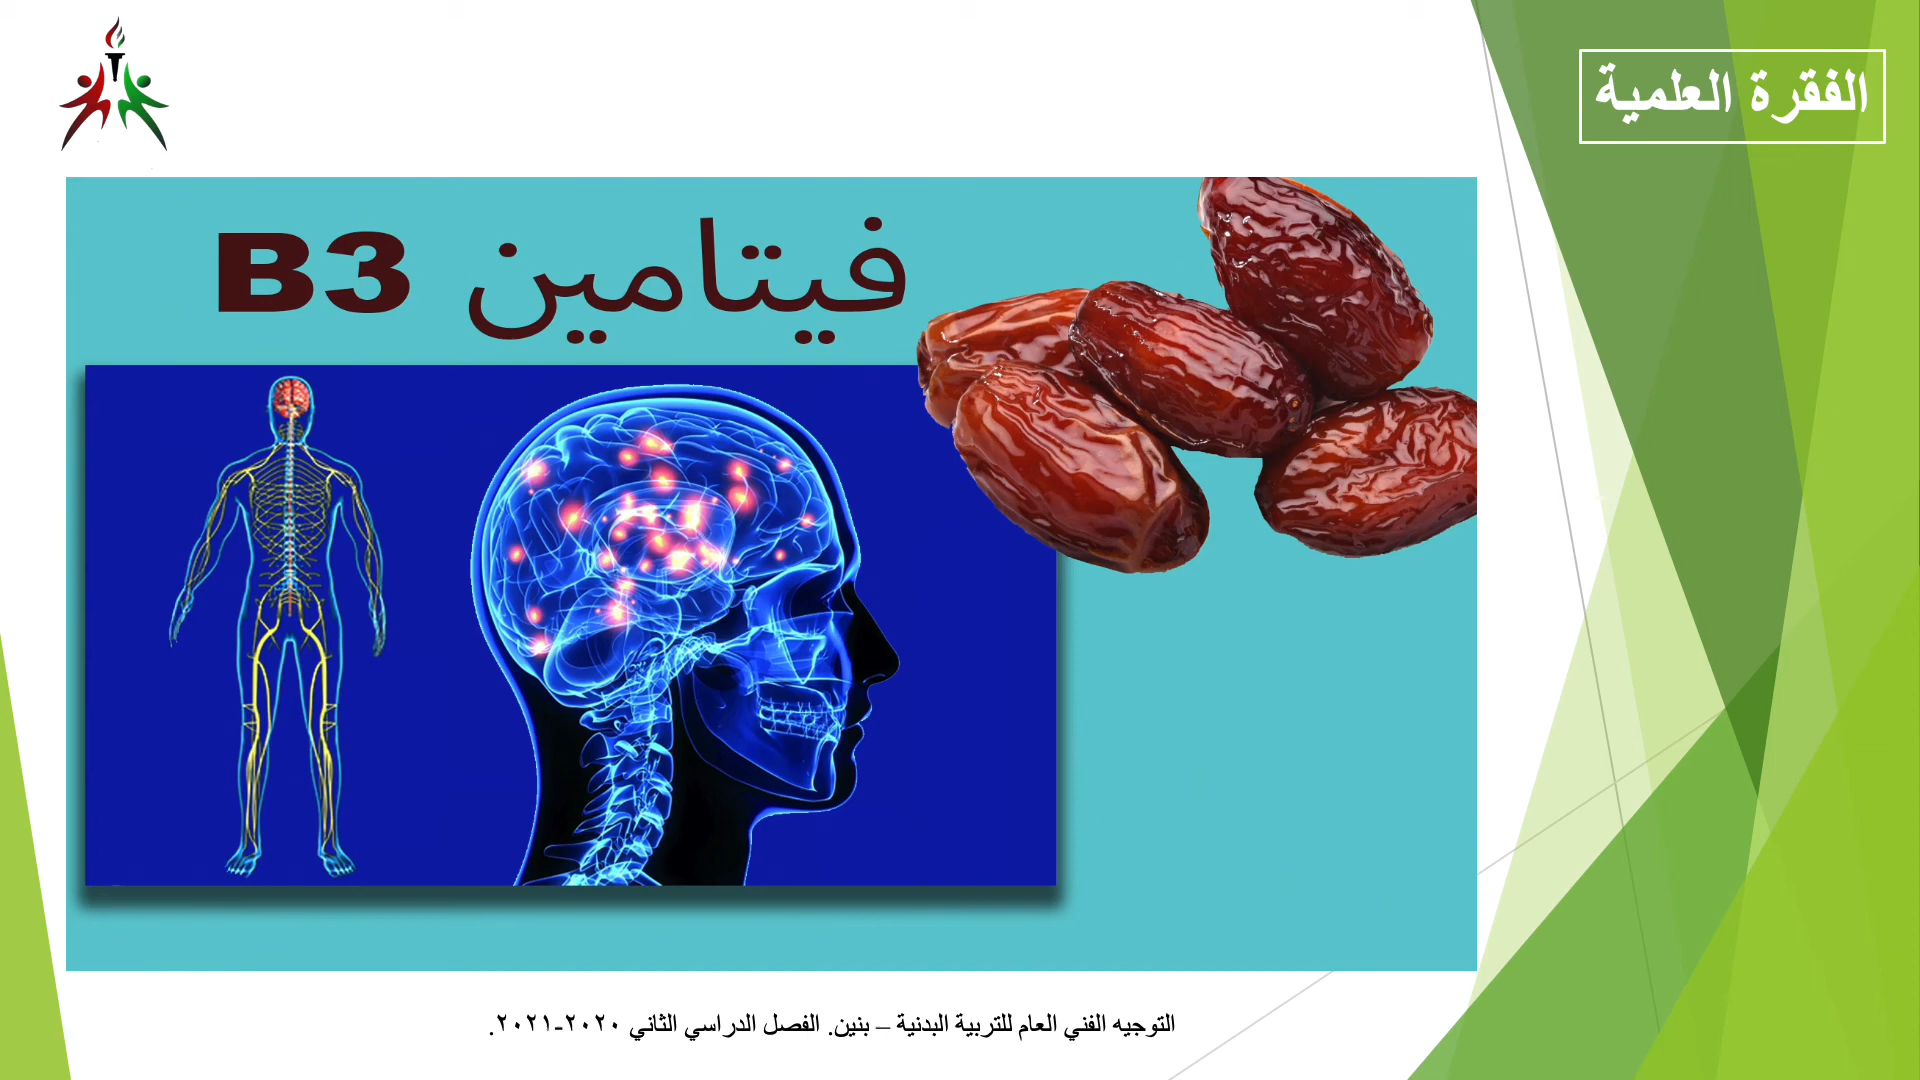 الفقرة العلمية
فيتامين B3
التوجيه الفني العام للتربية البدنية – بنين. الفصل الدراسي الثاني ٢٠٢٠-٢٠٢١.